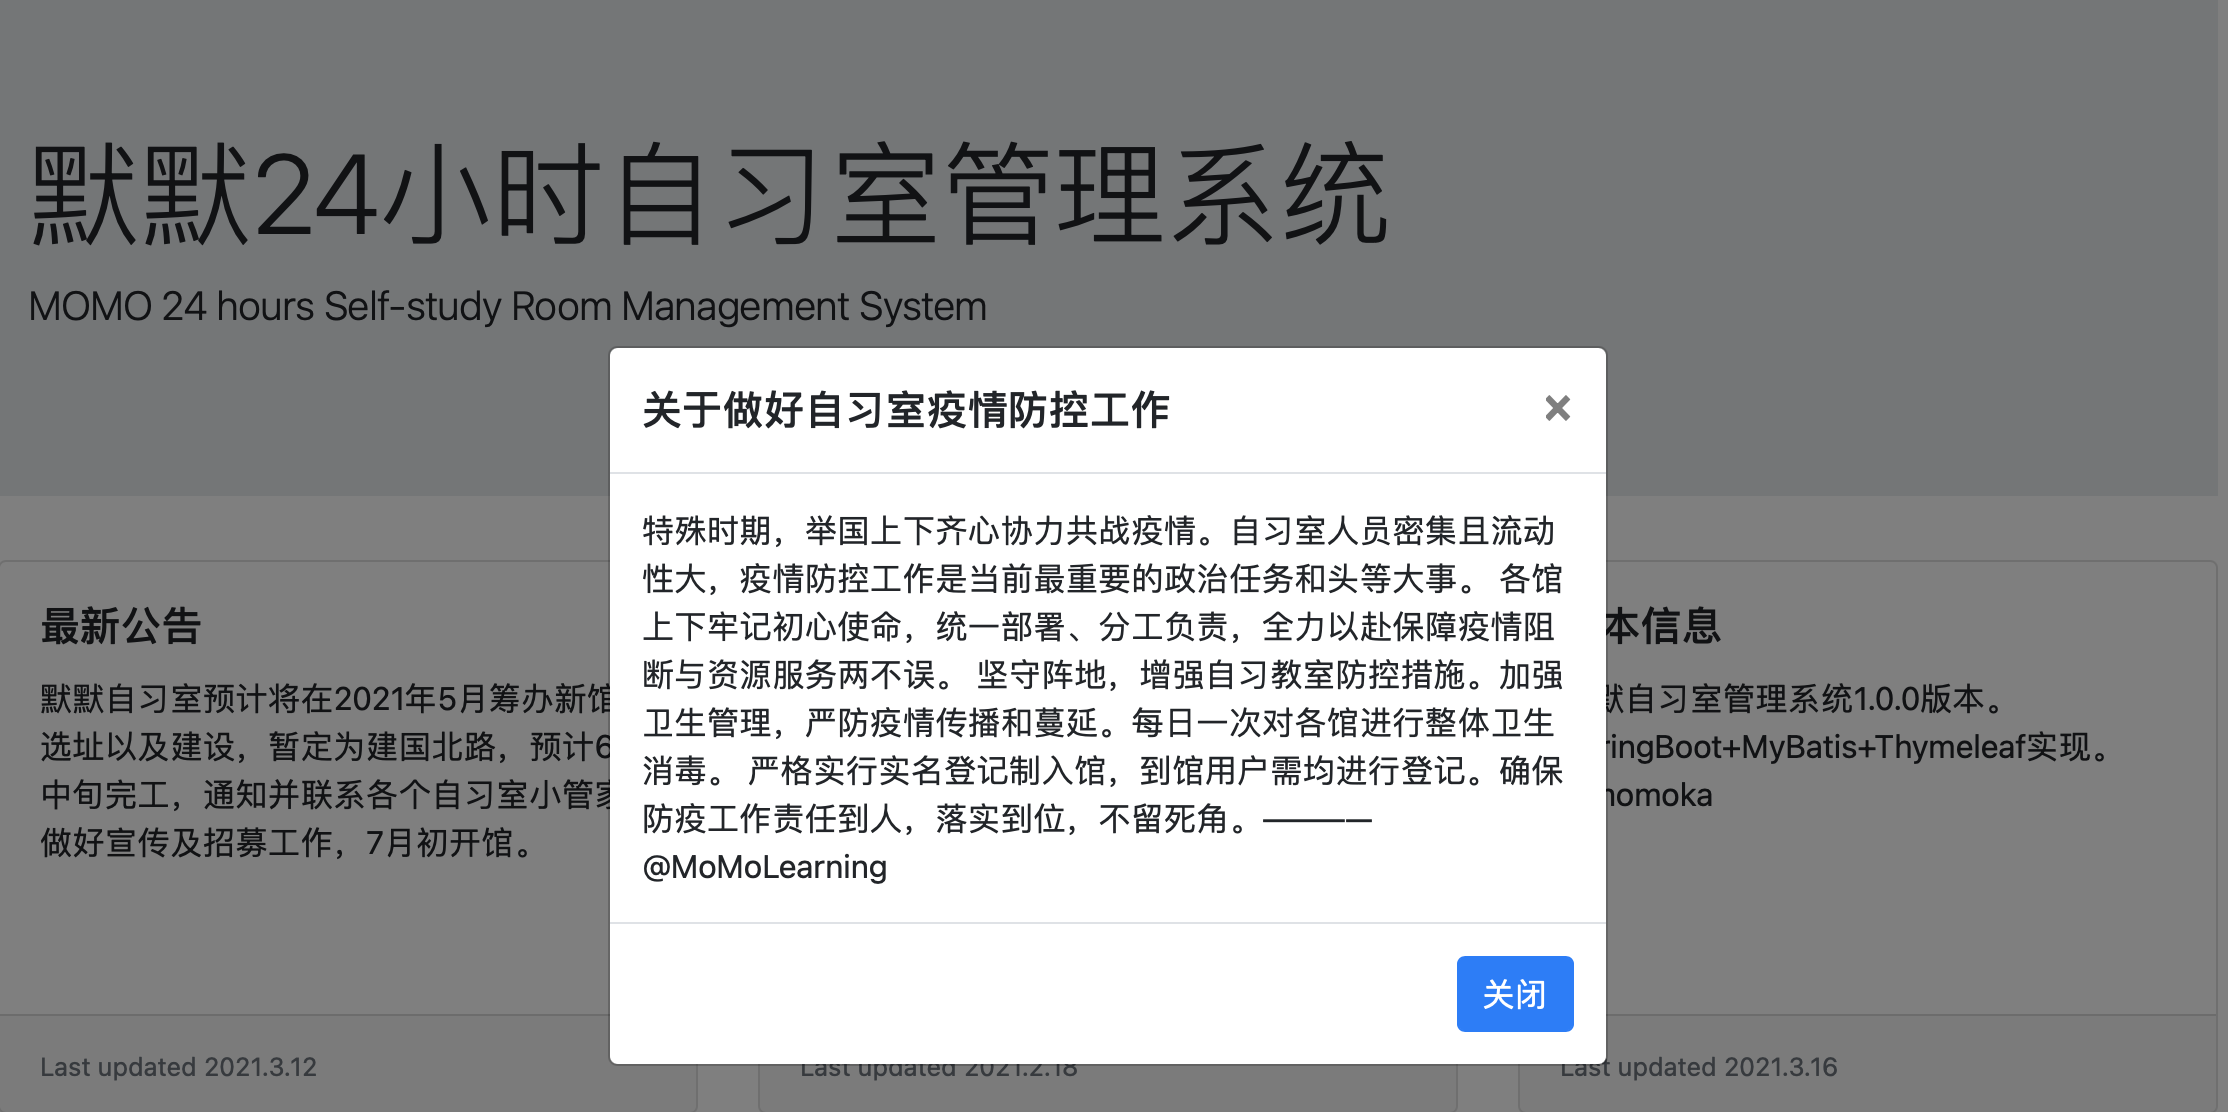 默默24小时自习室管理系统
MOMO 24 hours Self-study Room Management System
关于做好自习室疫情防控工作
×
特殊时期，举国上下齐心协力共战疫情。自习室人员密集且流动
性大，疫情防控工作是当前最重要的政治任务和头等大事。 各馆
上下牢记初心使命，统一部署、分工负责，全力以赴保障疫情阻
断与资源服务两不误。 坚守阵地，增强自习教室防控措施。加强
卫生管理，严防疫情传播和蔓延。每日一次对各馆进行整体卫生
消毒。 严格实行实名登记制入馆，到馆用户需均进行登记。确保
防疫工作责任到人，落实到位，不留死角。————
@MoMoLearning
关闭
最新公告
默默自习室预计将在2021年5月筹办新馆
选址以及建设，暂定为建国北路，预计6
中旬完工，通知并联系各个自习室小管家
做好宣传及招募工作，7月初开馆。
Last updated 2021.3.12
Last updated 2021.2.18
本信息
默自习室管理系统1.0.0版本。
ringBoot+MyBatis+Thymeleaf实现。
momoka
Last updated 2021.3.16